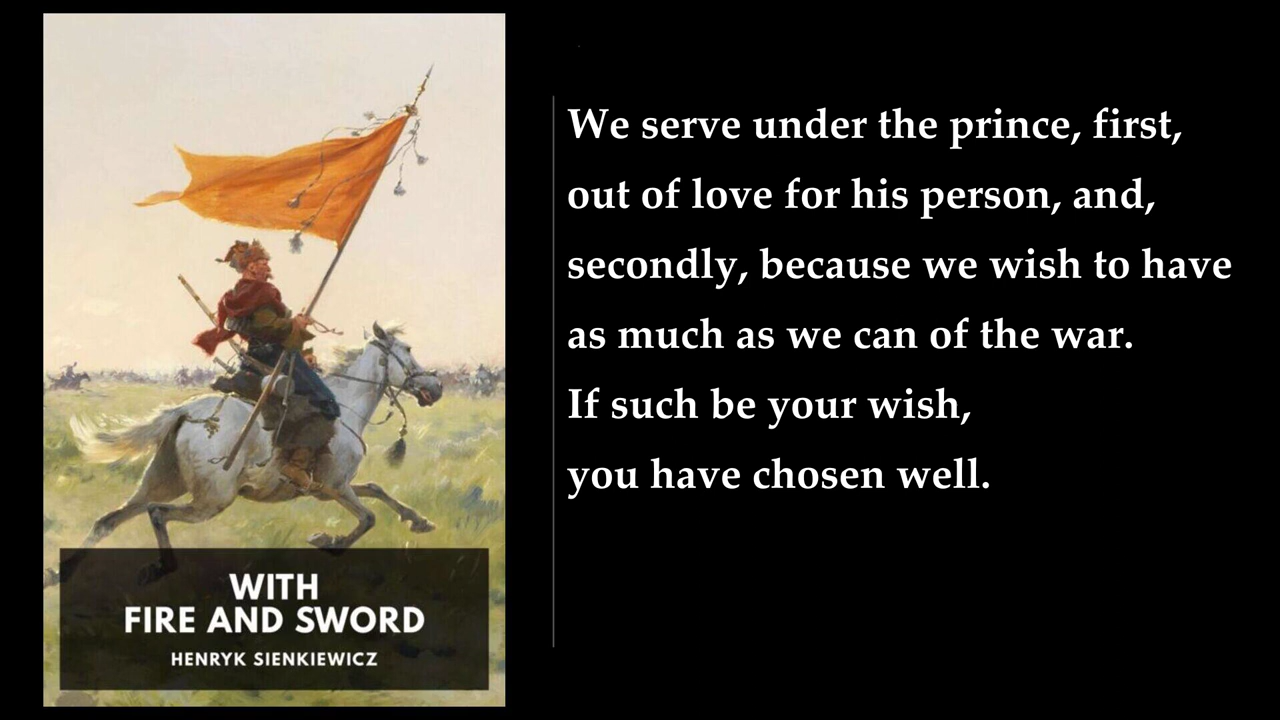 WITH
FIRE AND SWORD
HENRYK SIENKIEWICZ
We serve under the prince, first,
out of love for his person, and,
secondly, because we wish to have
as much as we can of the war.
If such be your wish,
you have chosen well.